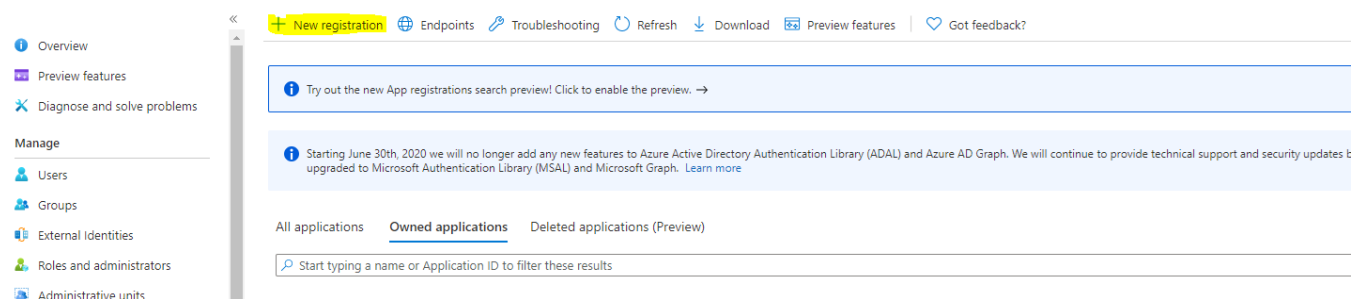 «
New registration
Endpoints
Troubleshooting
Refresh
Download
Preview features
Got feedback?
Overview
Preview features
Diagnose and solve problems
Manage
Users
Groups
External Identities
Roles and administrators
Administrative units
Try out the new App registrations search preview! Click to enable the preview. →
Starting June 30th, 2020 we will no longer add any new features to Azure Active Directory Authentication Library (ADAL) and Azure AD Graph. We will continue to provide technical support and security updates
upgraded to Microsoft Authentication Library (MSAL) and Microsoft Graph. Learn more
All applications
Owned applications
Deleted applications (Preview)
Start typing a name or Application ID to filter these results